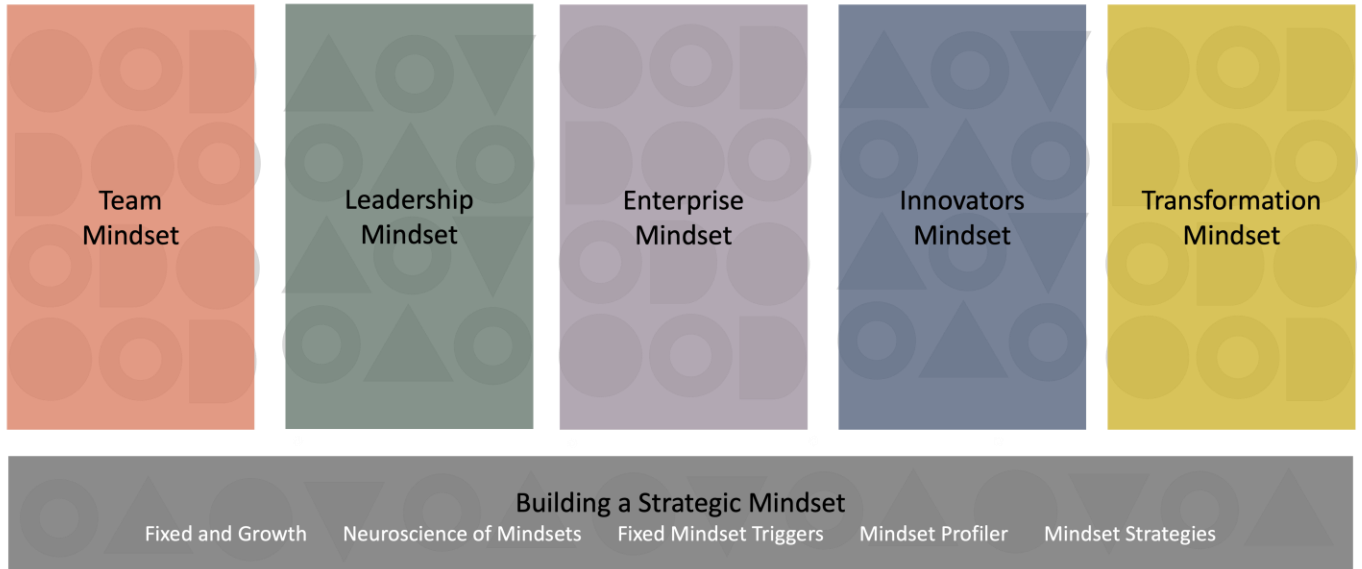 Team
Mindset
Leadership
Mindset
Enterprise
Mindset
Innovators
Mindset
Transformation
Mindset
Building a Strategic Mindset
Fixed and Growth Neuroscience of Mindsets Fixed Mindset Triggers Mindset Profiler Mindset Strategies